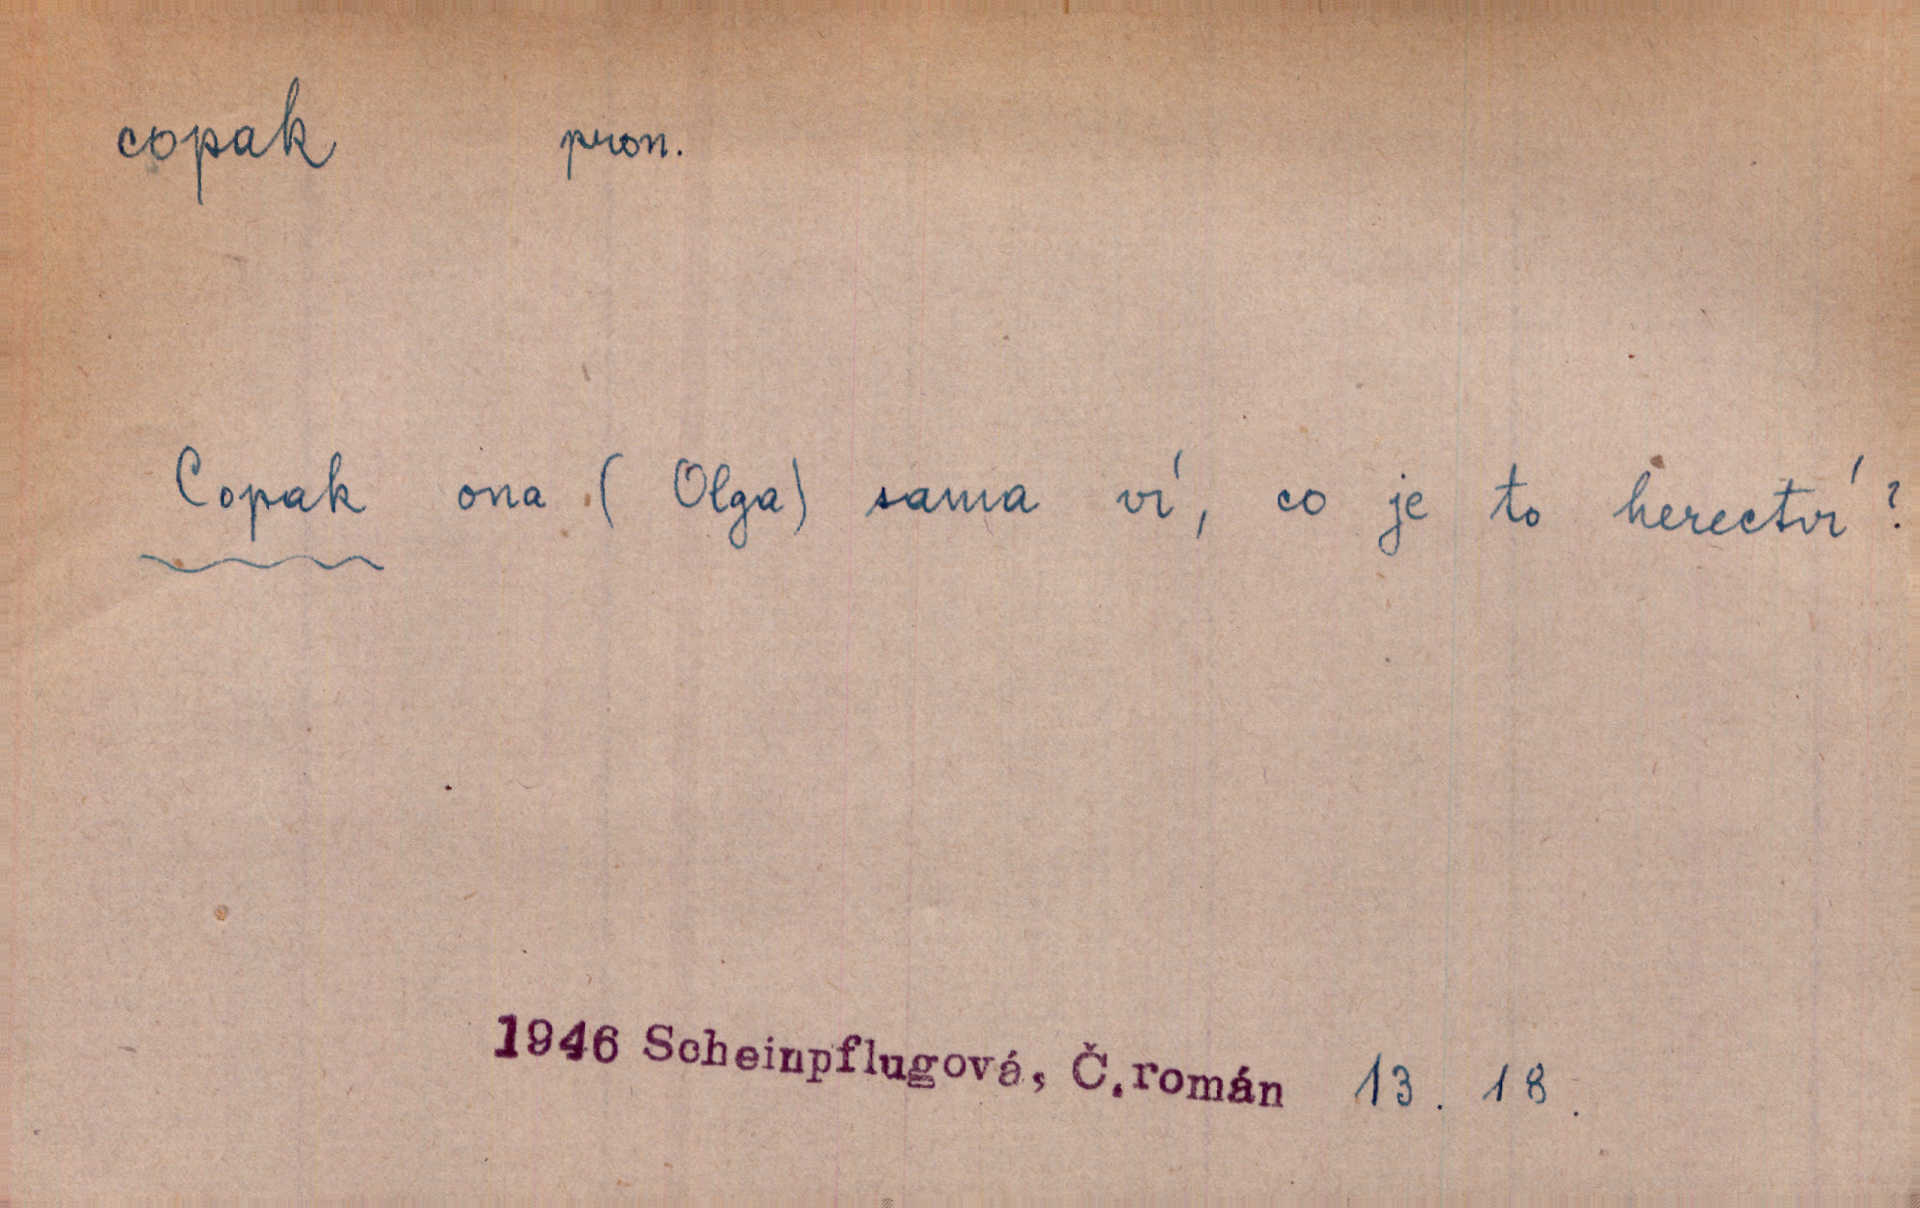 copak pron.
Copak ona (Olga) sama ví, co je to herectví?
1946 Scheinpflugová, Č.román 13. 18.